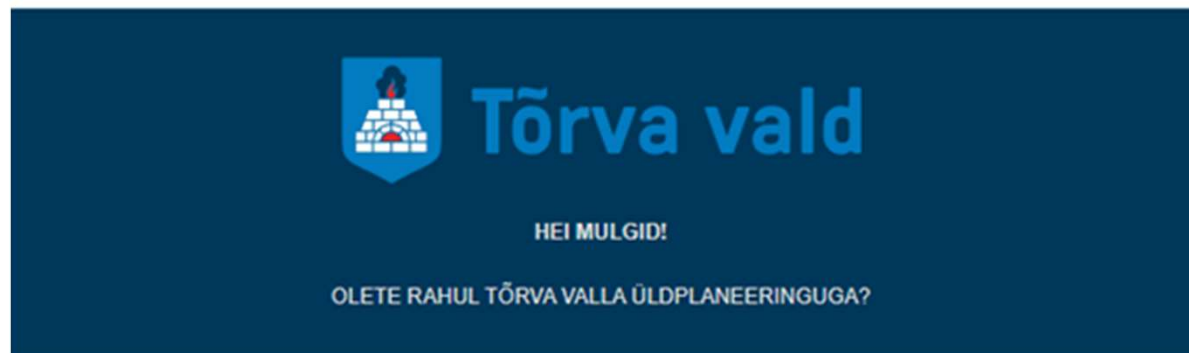 Tõrva vald
HEI MULGID!
OLETE RAHUL TÕRVA VALLA ÜLDPLANEERINGUGA?